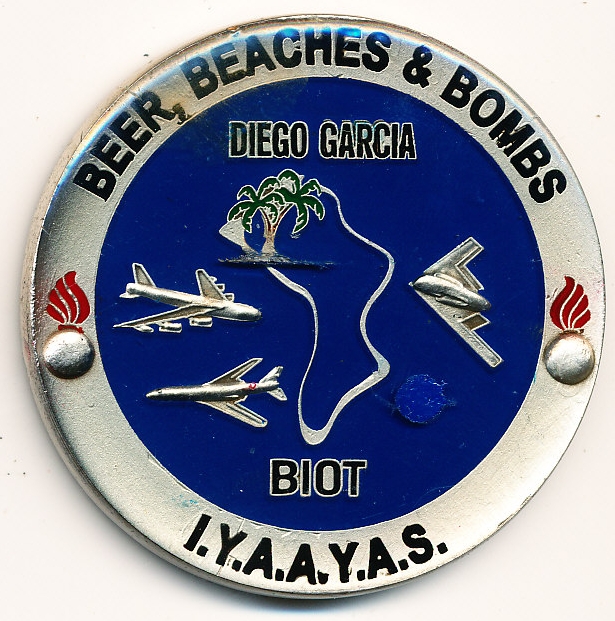 BEER, BEACHES & BOMBS
DIEGO GARCIA
BIOT
I.Y.A.A.Y.A.S.